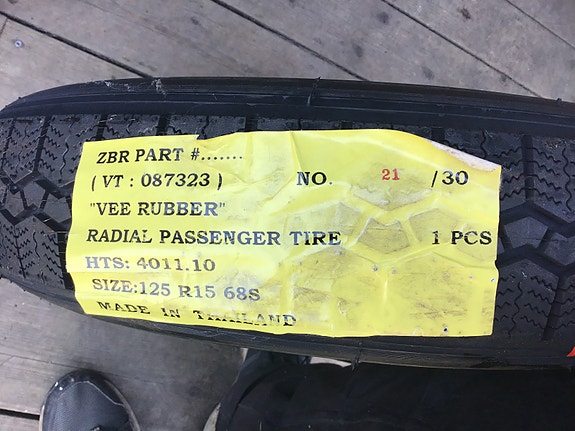 ZBR PART #.......
( VT : 087323 ) NO. 21 / 30
"VEE RUBBER"
RADIAL PASSENGER TIRE 1 PCS
HTS: 4011.10
SIZE:125 R15 68S
MADE IN THAILAND